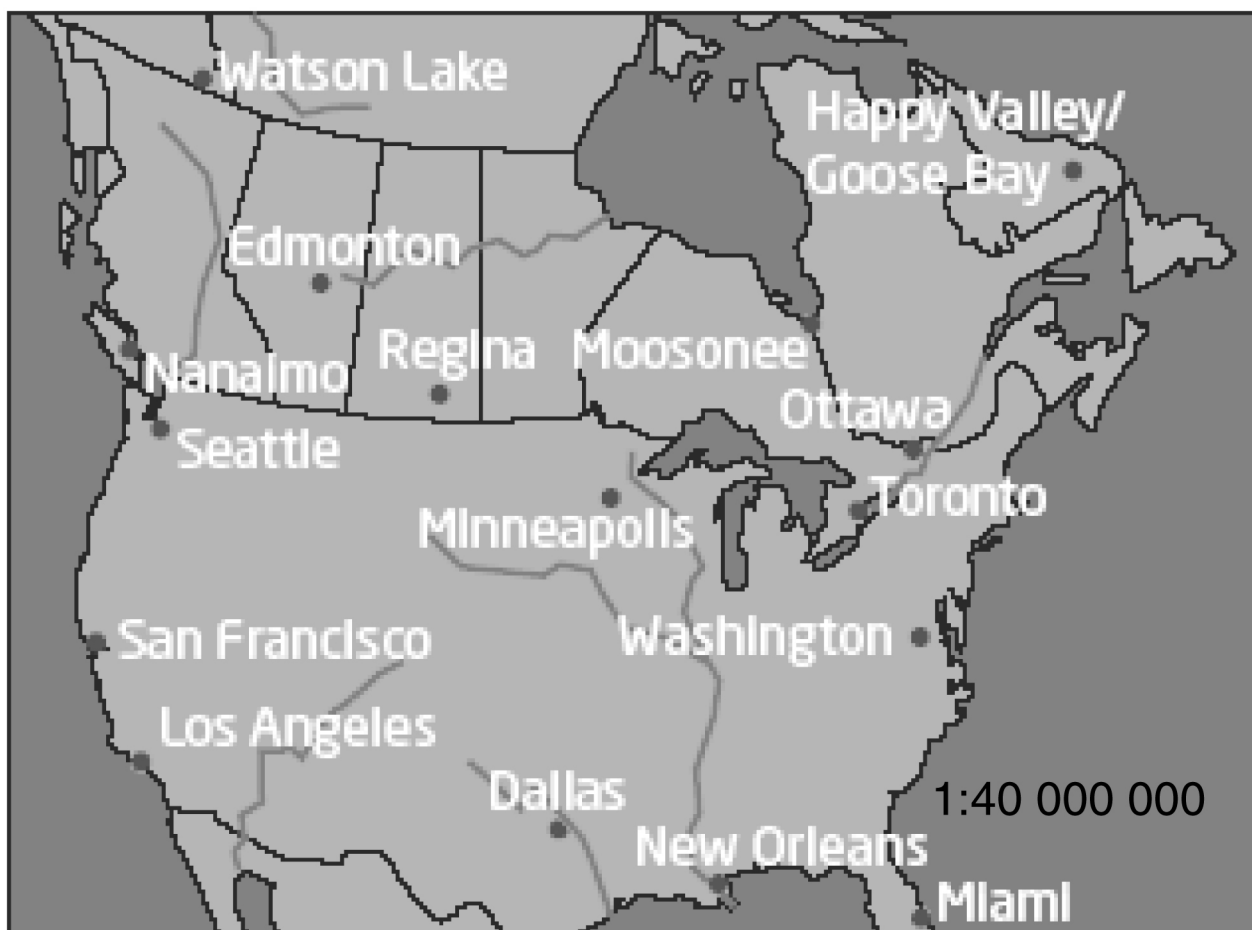 Watson Lake
Happy Valley/
Goose Bay
Edmonton
Regina
Moosonee
Nanaimo
Ottawa
Seattle
Toronto
Minneapolis
San Francisco
Washington
Los Angeles
Dallas
1:40 000 000
New Orleans
Miami